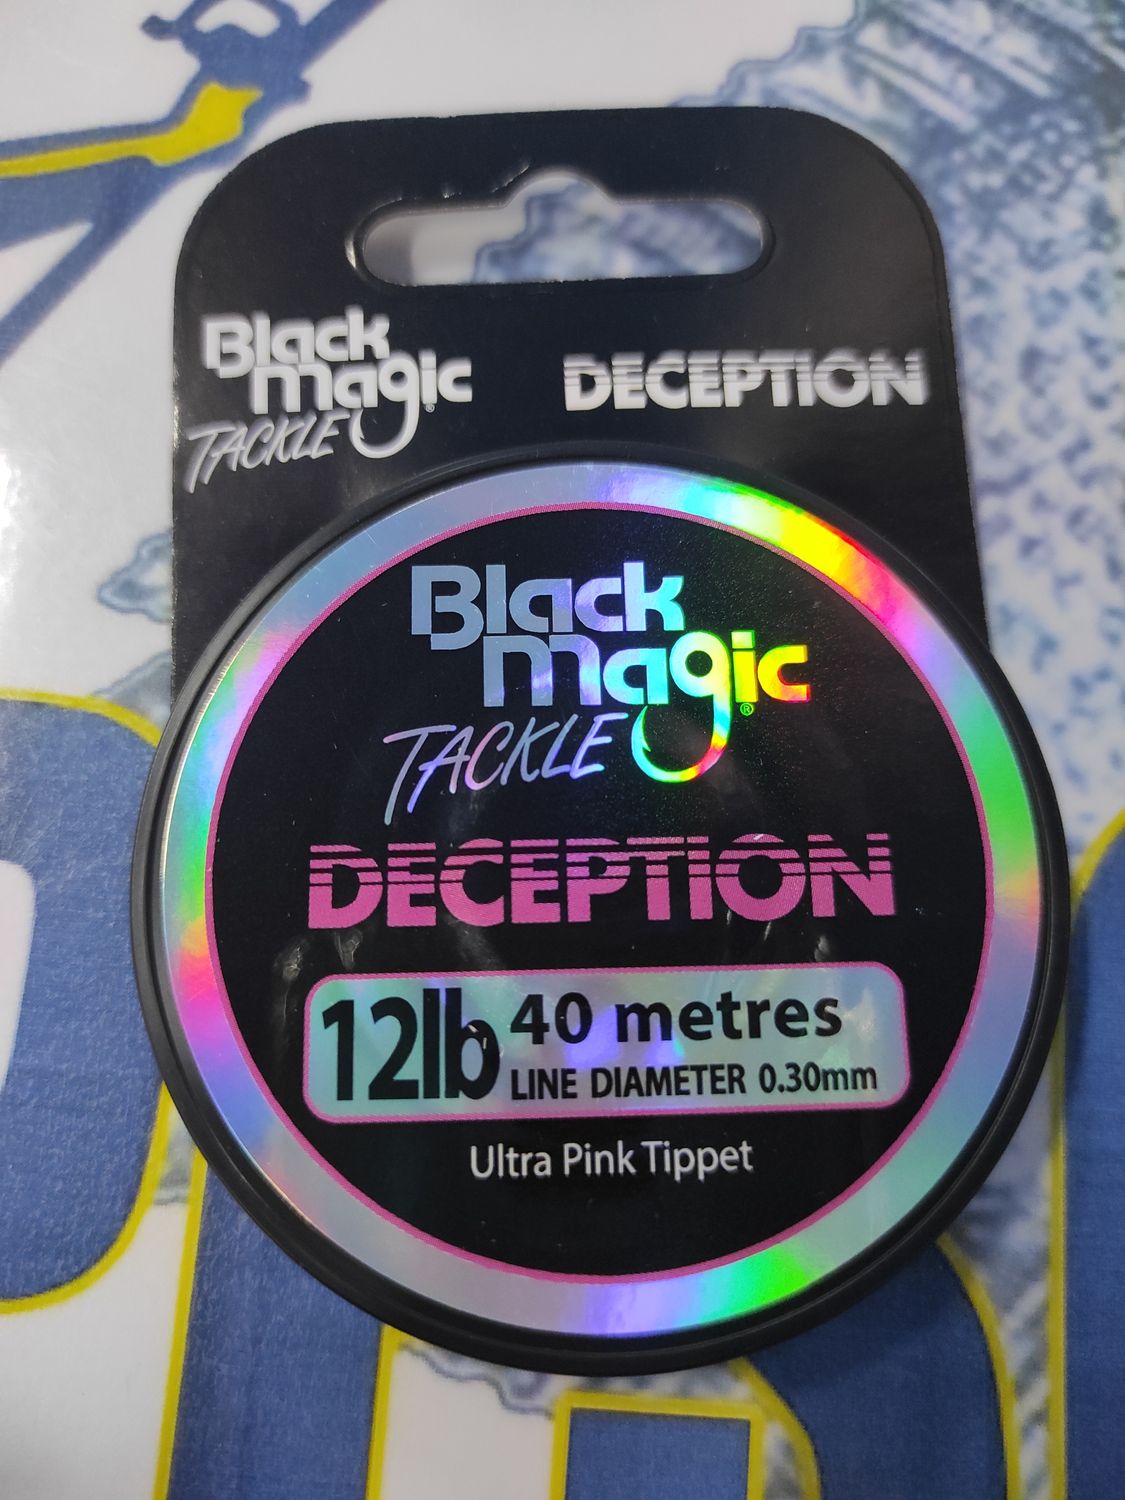 Black
magic®
TACKLE
DECEPTION
Black
magic®
TACKLE
DECEPTION
12lb
40 metres
LINE DIAMETER 0.30mm
Ultra Pink Tippet